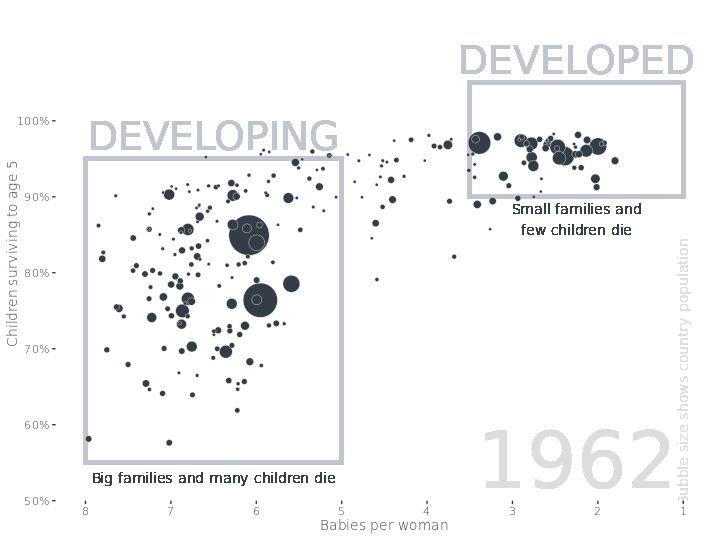 DEVELOPED
DEVELOPING
100%
90%
80%
70%
60%
50%
Children surviving to age 5
Small families and
few children die
Big families and many children die
1962
Bubble size shows country population
8 7 6 5 4 3 2 1
Babies per woman